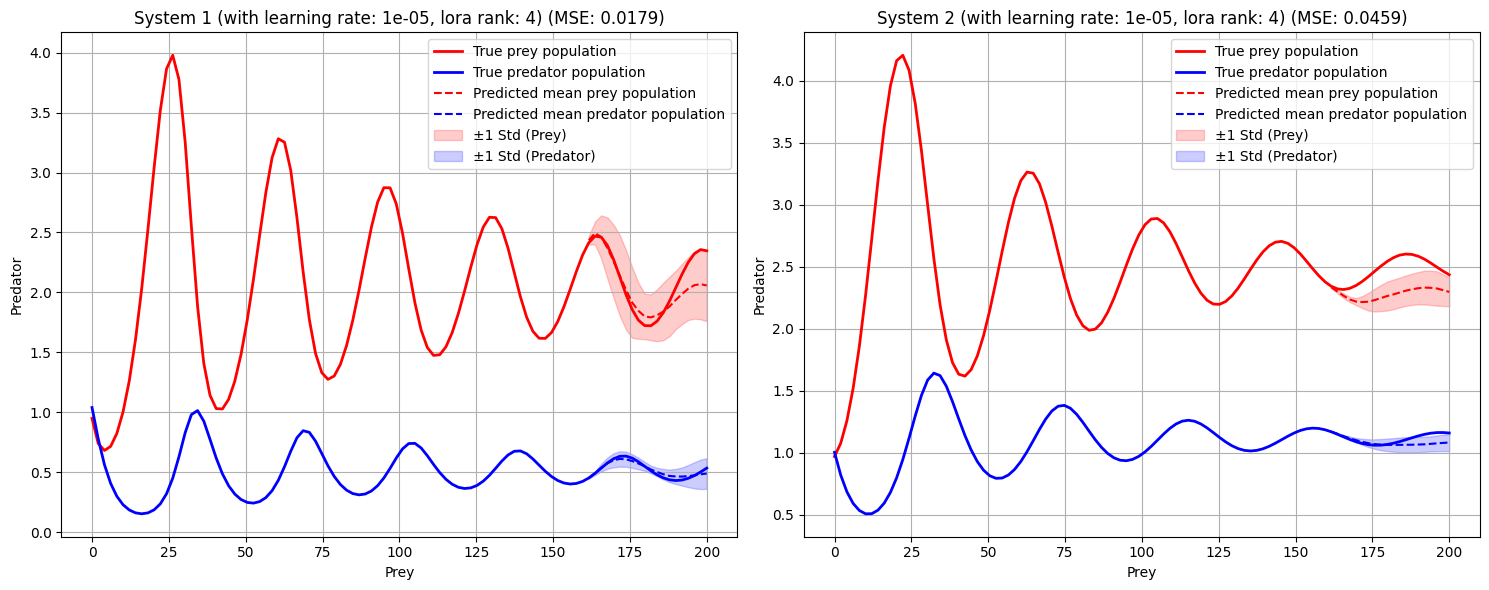 System 1 (with learning rate: 1e-05, lora rank: 4) (MSE: 0.0179)
True prey population
True predator population
Predicted mean prey population
Predicted mean predator population
±1 Std (Prey)
±1 Std (Predator)
4.0
3.5
3.0
2.5
2.0
1.5
1.0
0.5
0.0
Predator
0 25 50 75 100 125 150 175 200
Prey
System 2 (with learning rate: 1e-05, lora rank: 4) (MSE: 0.0459)
True prey population
True predator population
Predicted mean prey population
Predicted mean predator population
±1 Std (Prey)
±1 Std (Predator)
4.0
3.5
3.0
2.5
2.0
1.5
1.0
0.5
Predator
0 25 50 75 100 125 150 175 200
Prey